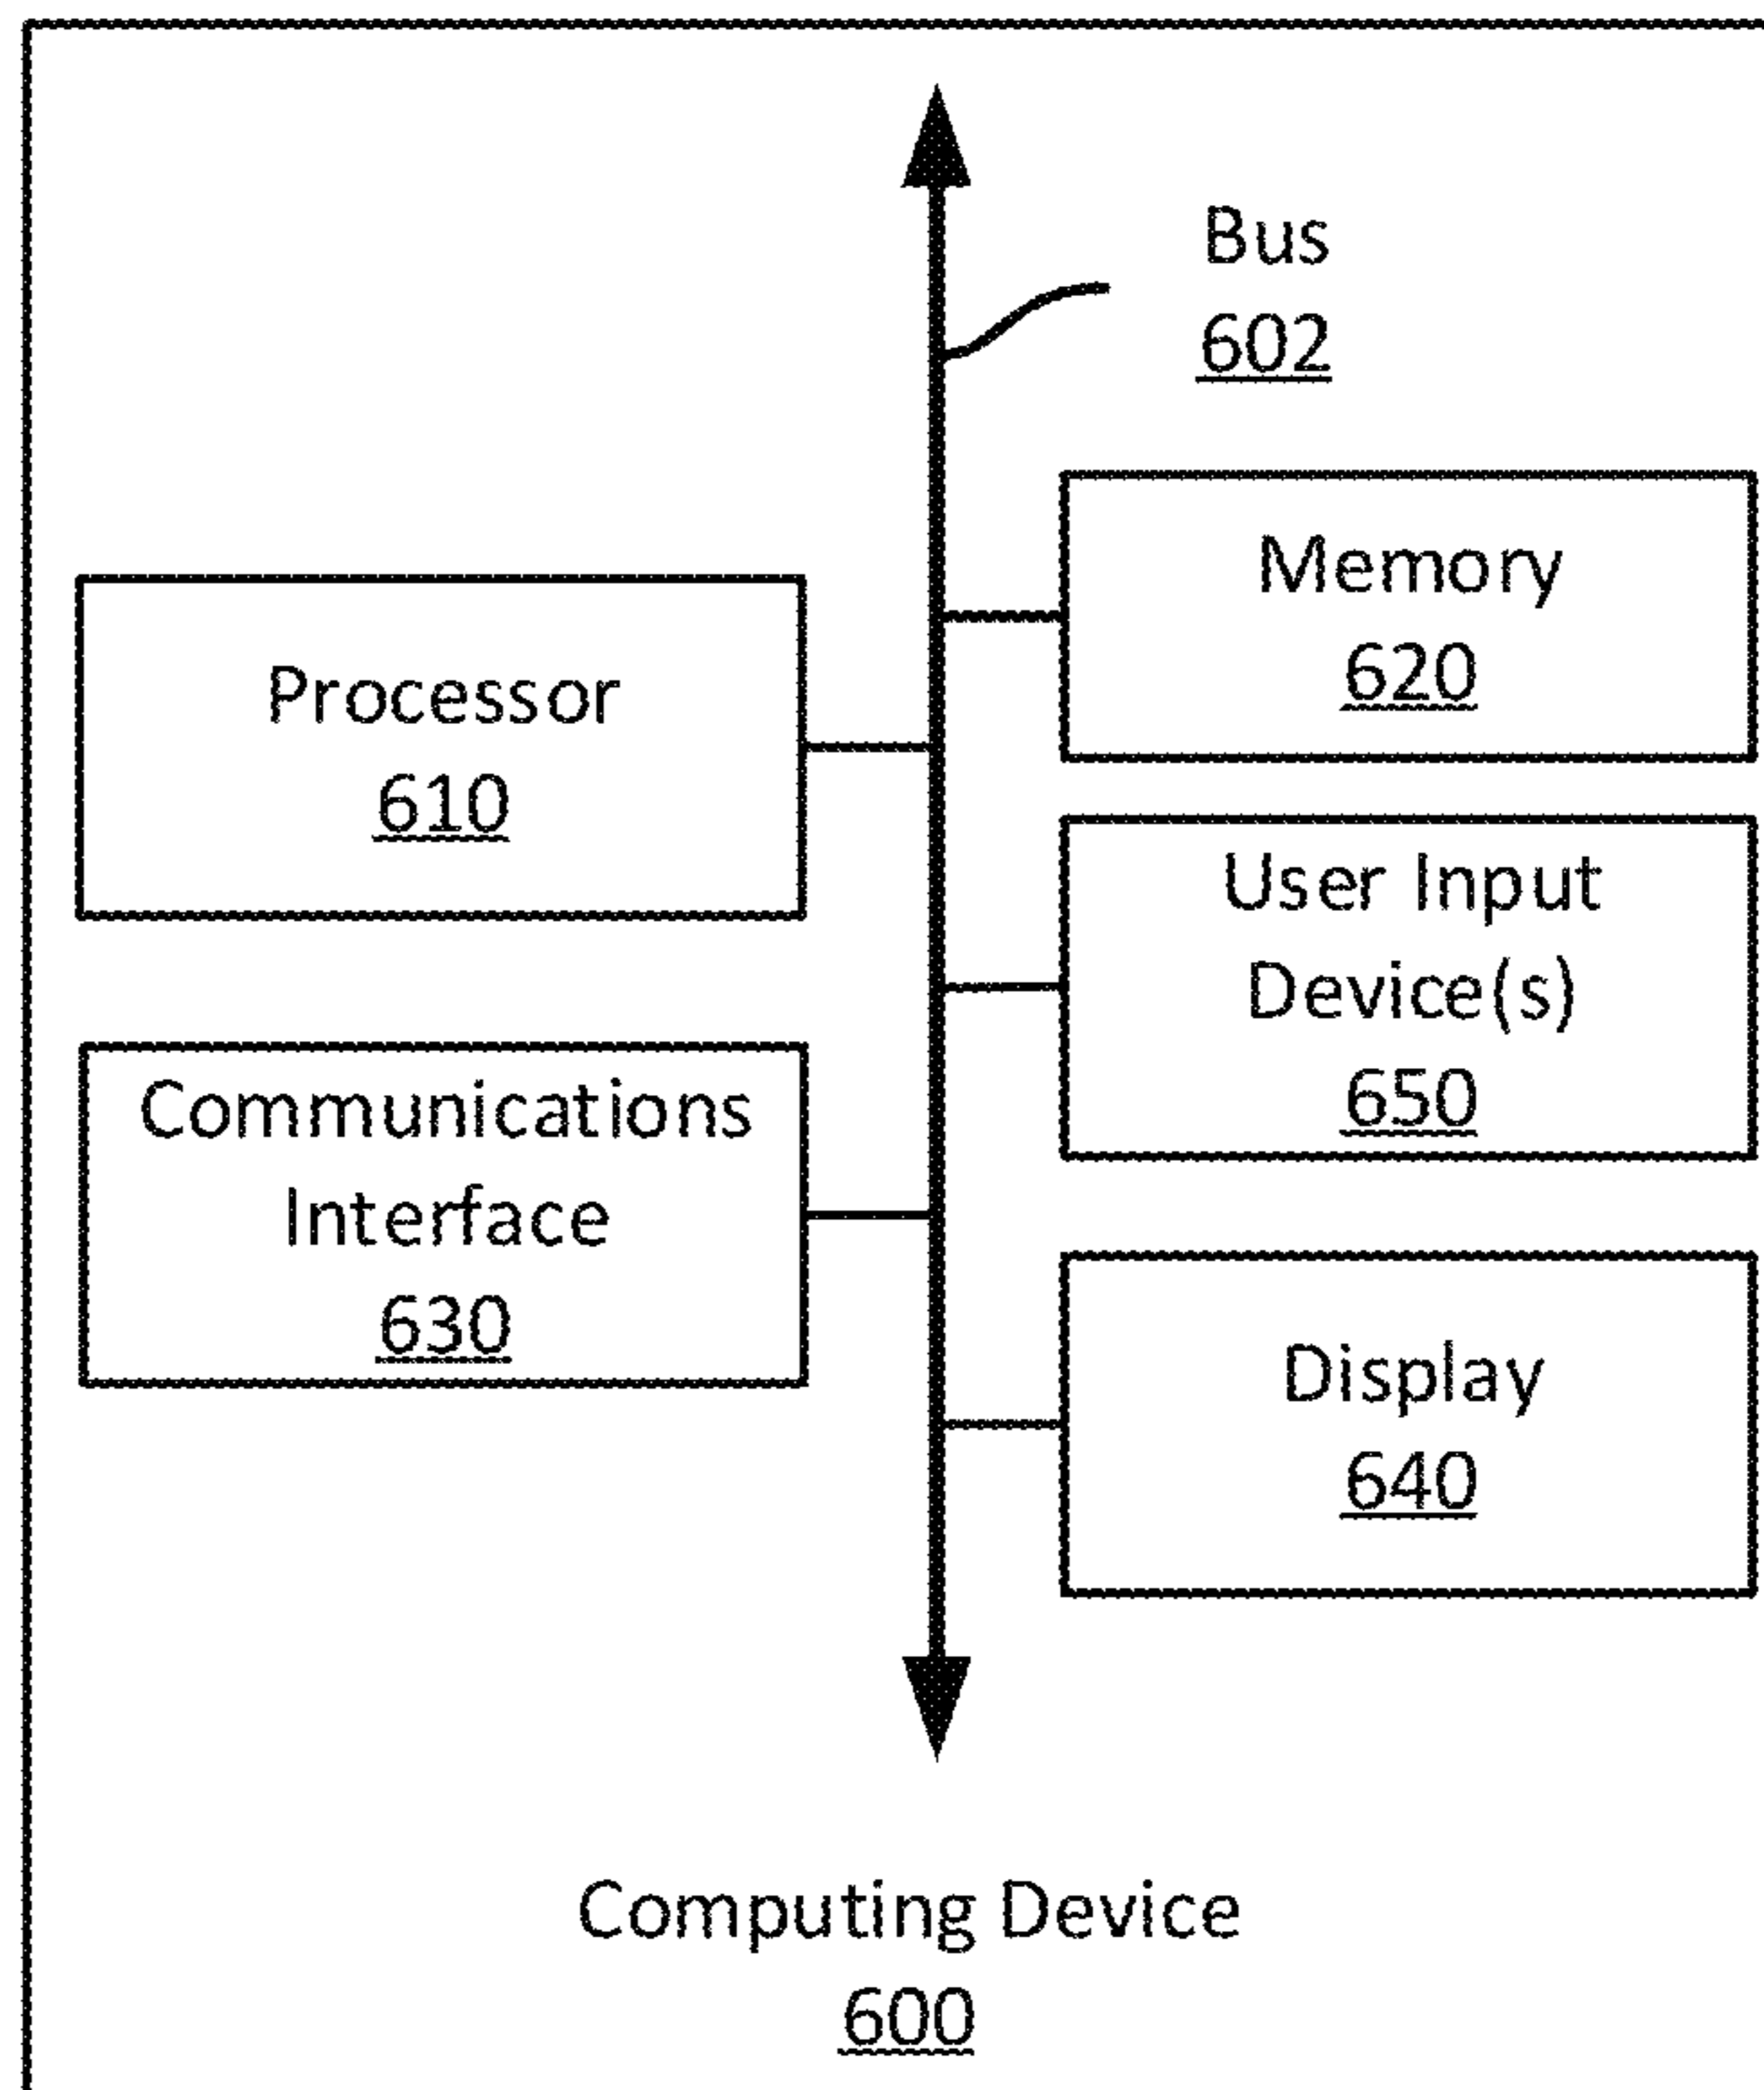 Bus
602
Memory
620
Processor
610
User Input
Device(s)
650
Communications
Interface
630
Display
640
Computing Device
600